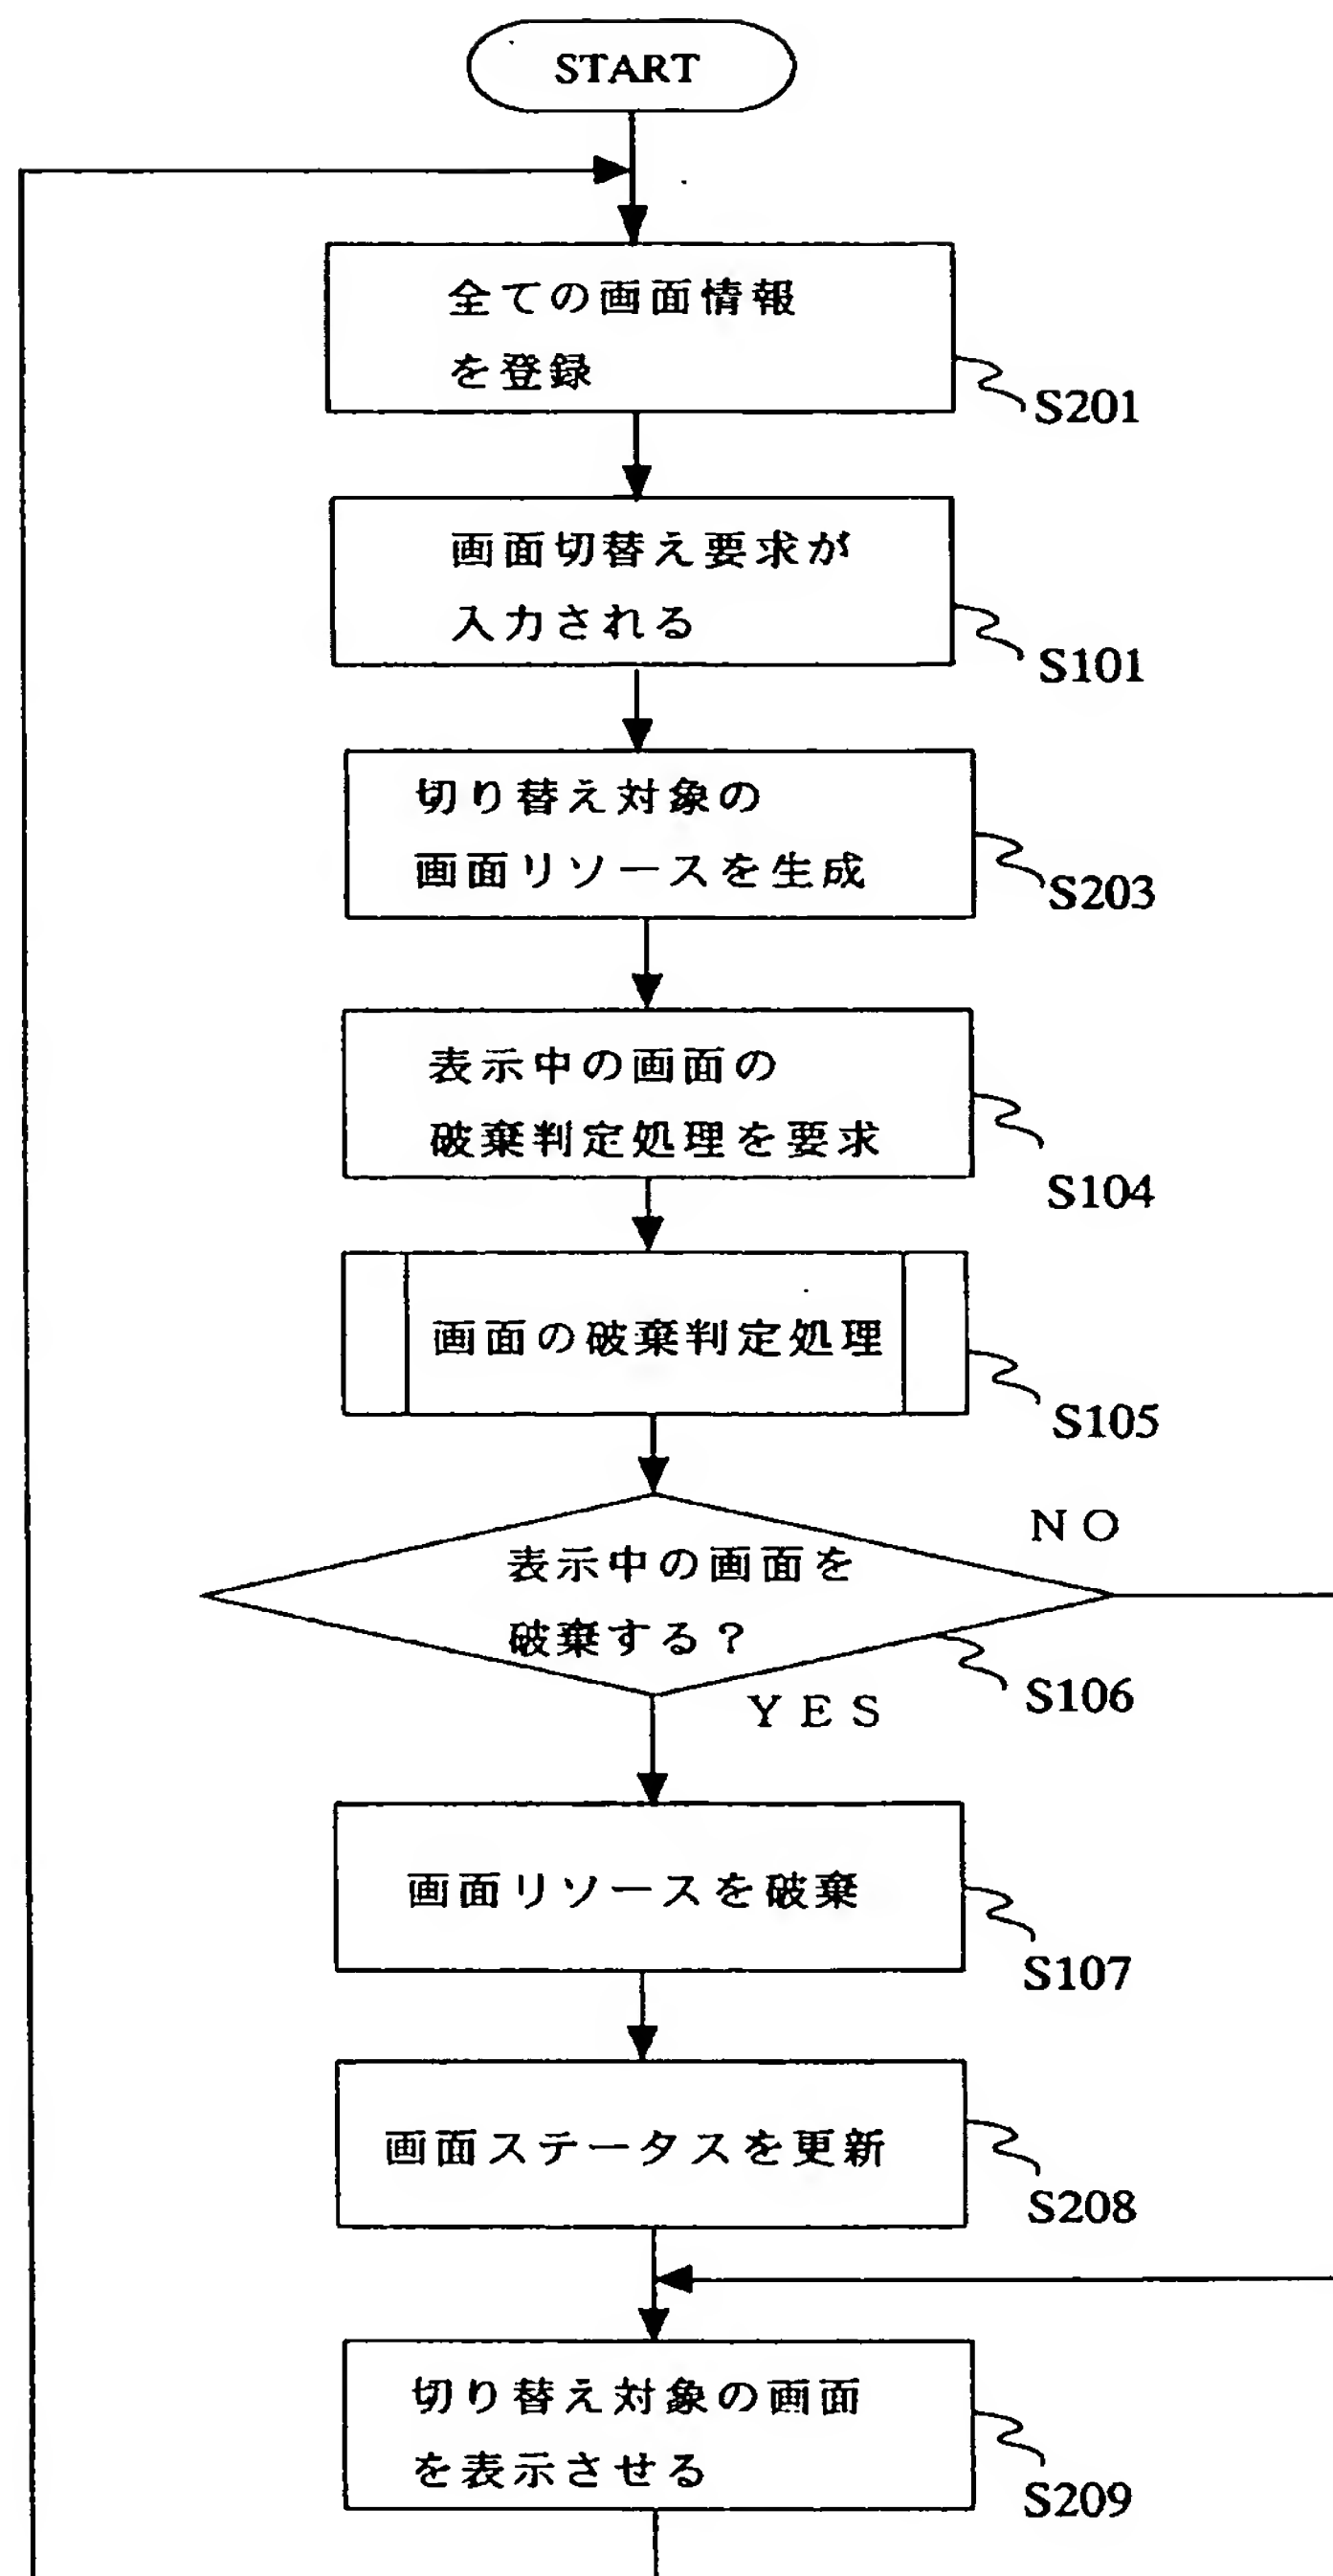 START
全ての画面情報
を登録
S201
画面切替え要求が
入力される
S101
切り替え対象の
画面リソースを生成
S203
表示中の画面の
破棄判定処理を要求
S104
画面の破棄判定処理
S105
NO
表示中の画面を
破棄する?
S106
YES
画面リソースを破棄
S107
画面ステータスを更新
S208
切り替え対象の画面
を表示させる
S209